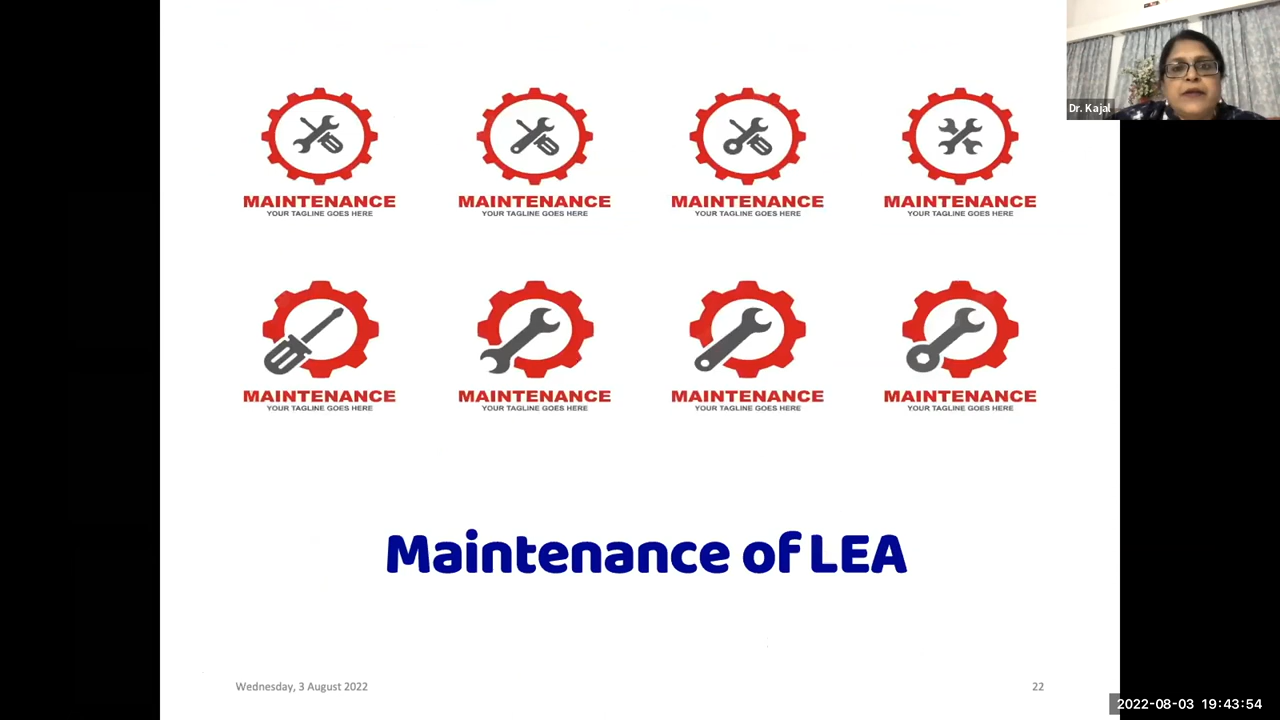 Dr. Kajal
MAINTENANCE MAINTENANCE MAINTENANCE MAINTENANCE
YOUR TAGLINE GOES HERE YOUR TAGLINE GOES HERE YOUR TAGLINE GOES HERE YOUR TAGLINE GOES HERE
MAINTENANCE MAINTENANCE MAINTENANCE MAINTENANCE
YOUR TAGLINE GOES HERE YOUR TAGLINE GOES HERE YOUR TAGLINE GOES HERE YOUR TAGLINE GOES HERE
Maintenance of LEA
Wednesday, 3 August 2022 22
2022-08-03 19:43:54